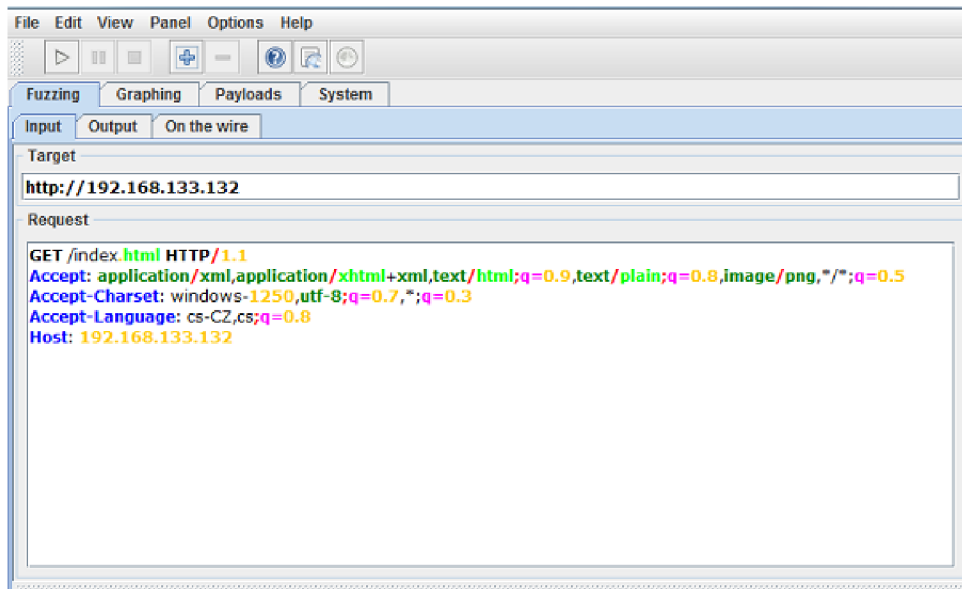 File Edit View Panel Options Help
Fuzzing Graphing Payloads System
Input Output On the wire
Target
http://192.168.133.132
Request
GET /index.html HTTP/1.1
Accept: application/xml,application/xhtml+xml,text/html;q=0.9,text/plain;q=0.8,image/png,*/*;q=0.5
Accept-Charset: windows-1250,utf-8;q=0.7,*;q=0.3
Accept-Language: cs-CZ,cs;q=0.8
Host: 192.168.133.132